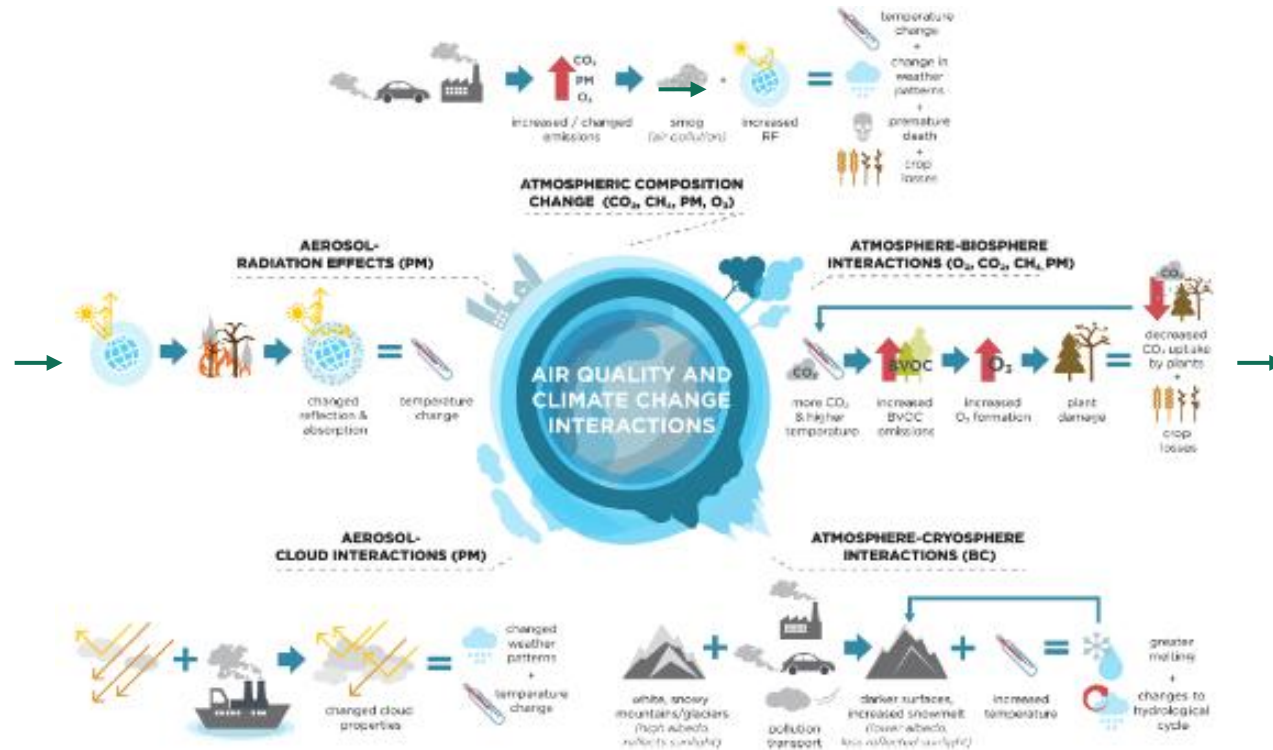 temperature
change
+
change in
weather
patterns
+
premature
death
+
crop
losses
CO₂
PM
O₃
increased / changed
emissions
smog
(air pollution)
+
increased
RF
=
ATMOSPHERIC COMPOSITION
CHANGE (CO₂, CH₄, PM, O₃)
AEROSOL-
RADIATION EFFECTS (PM)
changed
reflection &
absorption
=
temperature
change
ATMOSPHERE-BIOSPHERE
INTERACTIONS (O₃, CO₂, CH₄, PM)
CO₂
more CO₂
& higher
temperature
BVOC
increased
BVOC
emissions
O₃
increased
O₃ formation
plant
damage
=
CO₂
decreased
CO₂ uptake
by plants
+
crop
losses
AIR QUALITY AND
CLIMATE CHANGE
INTERACTIONS
AEROSOL-
CLOUD INTERACTIONS (PM)
+
changed cloud
properties
=
changed
weather
patterns
+
temperature
change
ATMOSPHERE-CRYOSPHERE
INTERACTIONS (BC)
white, snowy
mountains/glaciers
(high albedo,
reflects sunlight)
+
pollution
transport
darker surfaces,
increased snowmelt
(lower albedo,
less reflected sunlight)
+
increased
temperature
=
greater
melting
+
changes to
hydrological
cycle